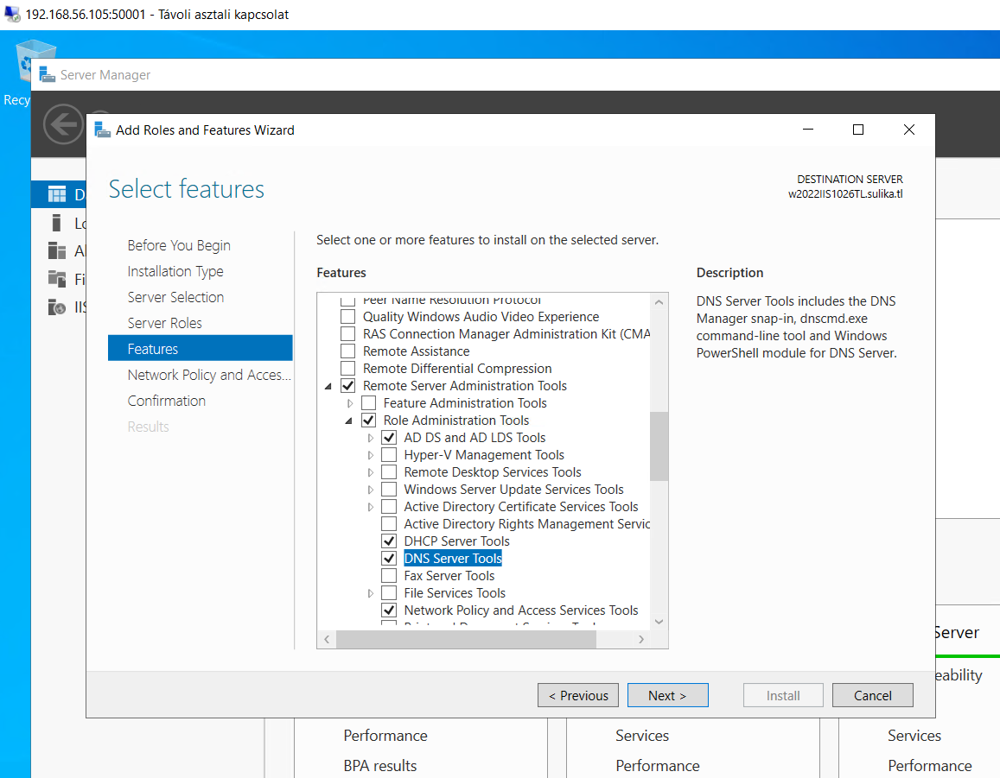 192.168.56.105:50001 - Távoli asztali kapcsolat
Recy
Server Manager
Add Roles and Features Wizard
Select features
DESTINATION SERVER
w2022IIS1026TL.sulika.tl
Before You Begin
Installation Type
Server Selection
Server Roles
Features
Network Policy and Acces...
Confirmation
Results
Select one or more features to install on the selected server.
Features
Peer Name Resolution Protocol
Quality Windows Audio Video Experience
RAS Connection Manager Administration Kit (CMA
Remote Assistance
Remote Differential Compression
Remote Server Administration Tools
Feature Administration Tools
Role Administration Tools
AD DS and AD LDS Tools
Hyper-V Management Tools
Remote Desktop Services Tools
Windows Server Update Services Tools
Active Directory Certificate Services Tools
Active Directory Rights Management Servic
DHCP Server Tools
DNS Server Tools
Fax Server Tools
File Services Tools
Network Policy and Access Services Tools
Description
DNS Server Tools includes the DNS
Manager snap-in, dnscmd.exe
command-line tool and Windows
PowerShell module for DNS Server.
< Previous
Next >
Install
Cancel
Server
eability
Performance
BPA results
Services
Performance
Services
Performance